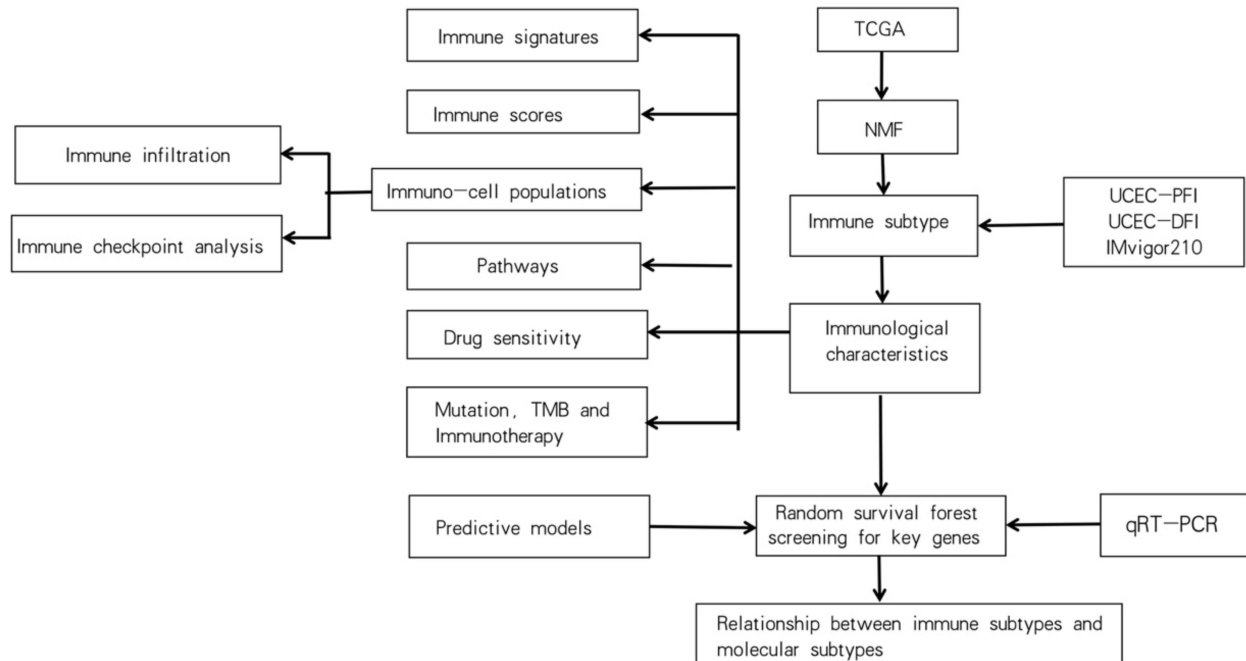 TCGA
NMF
Immune subtype
UCEC—PFI
UCEC—DFI
IMvigor210
Immunological
characteristics
Immune signatures
Immune scores
Immuno—cell populations
Immune infiltration
Immune checkpoint analysis
Pathways
Drug sensitivity
Mutation, TMB and
Immunotherapy
Predictive models
Random survival forest
screening for key genes
qRT—PCR
Relationship between immune subtypes and
molecular subtypes